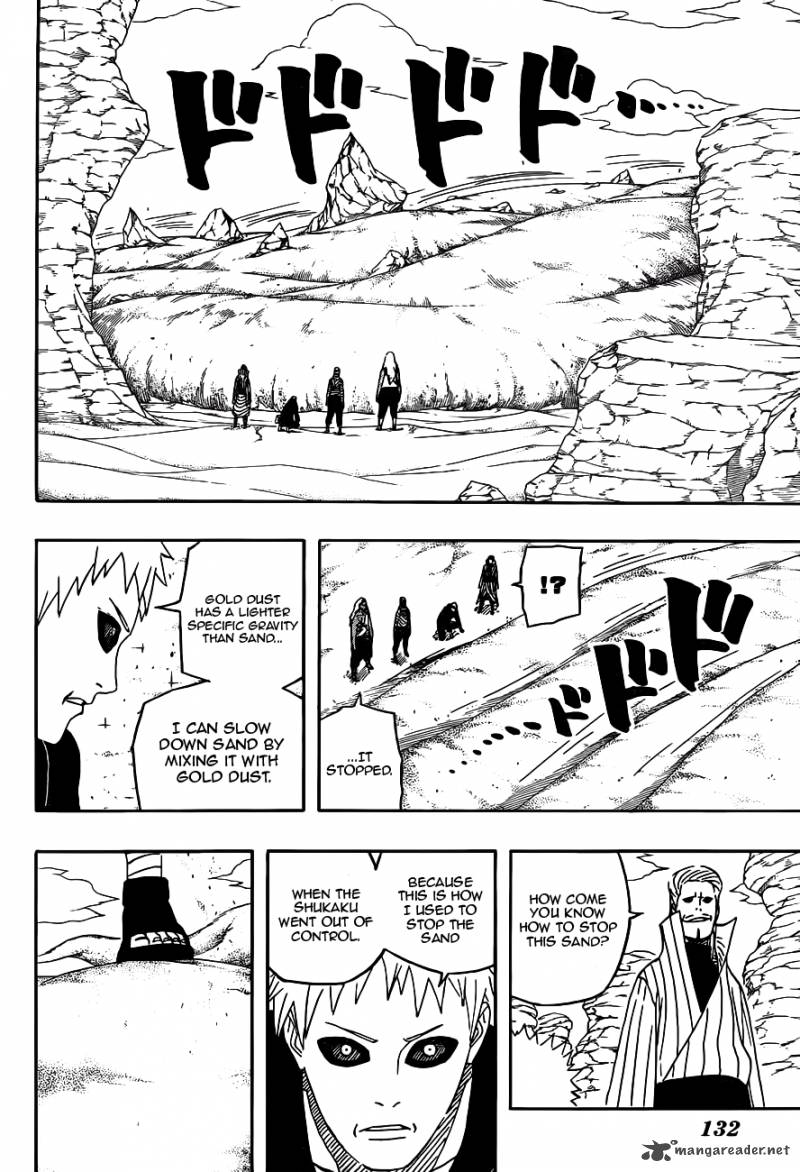 ドドドド‥‥‥
!?
ドドドド‥‥‥
...IT
STOPPED.
GOLD DUST
HAS A LIGHTER
SPECIFIC GRAVITY
THAN SAND...
I CAN SLOW
DOWN SAND BY
MIXING IT WITH
GOLD DUST.
HOW COME
YOU KNOW
HOW TO STOP
THIS SAND?
BECAUSE
THIS IS HOW
I USED TO
STOP THE
SAND
WHEN THE
SHUKAKU
WENT OUT OF
CONTROL.
132
mangareader.net